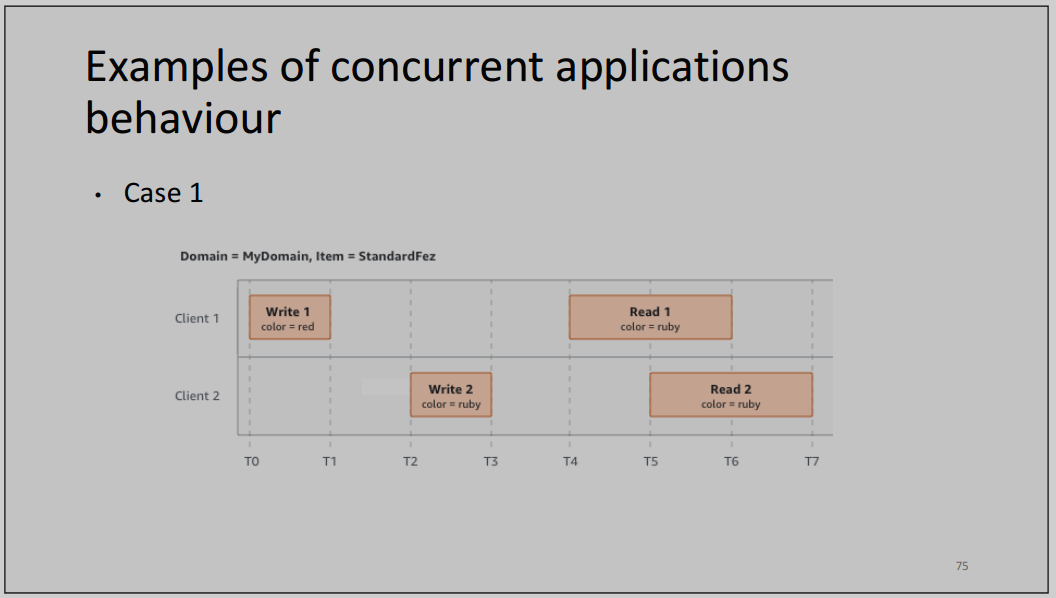 Examples of concurrent applications
behaviour
• Case 1
Domain = MyDomain, Item = StandardFez
Client 1
Write 1
color = red
Read 1
color = ruby
Client 2
Write 2
color = ruby
Read 2
color = ruby
T0 T1 T2 T3 T4 T5 T6 T7
75